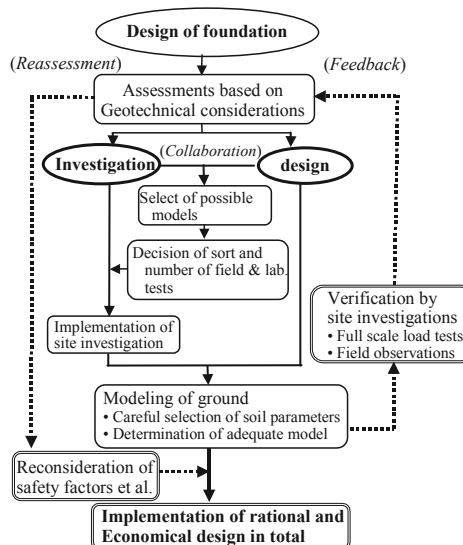 Design of foundation
(Reassessment)
(Feedback)
Assessments based on
Geotechnical considerations
Investigation
(Collaboration)
design
Select of possible
models
Decision of sort and
number of field & lab.
tests
Implementation of
site investigation
Verification by
site investigations
• Full scale load tests
• Field observations
Modeling of ground
• Careful selection of soil parameters
• Determination of adequate model
Reconsideration of
safety factors et al.
Implementation of rational and
Economical design in total